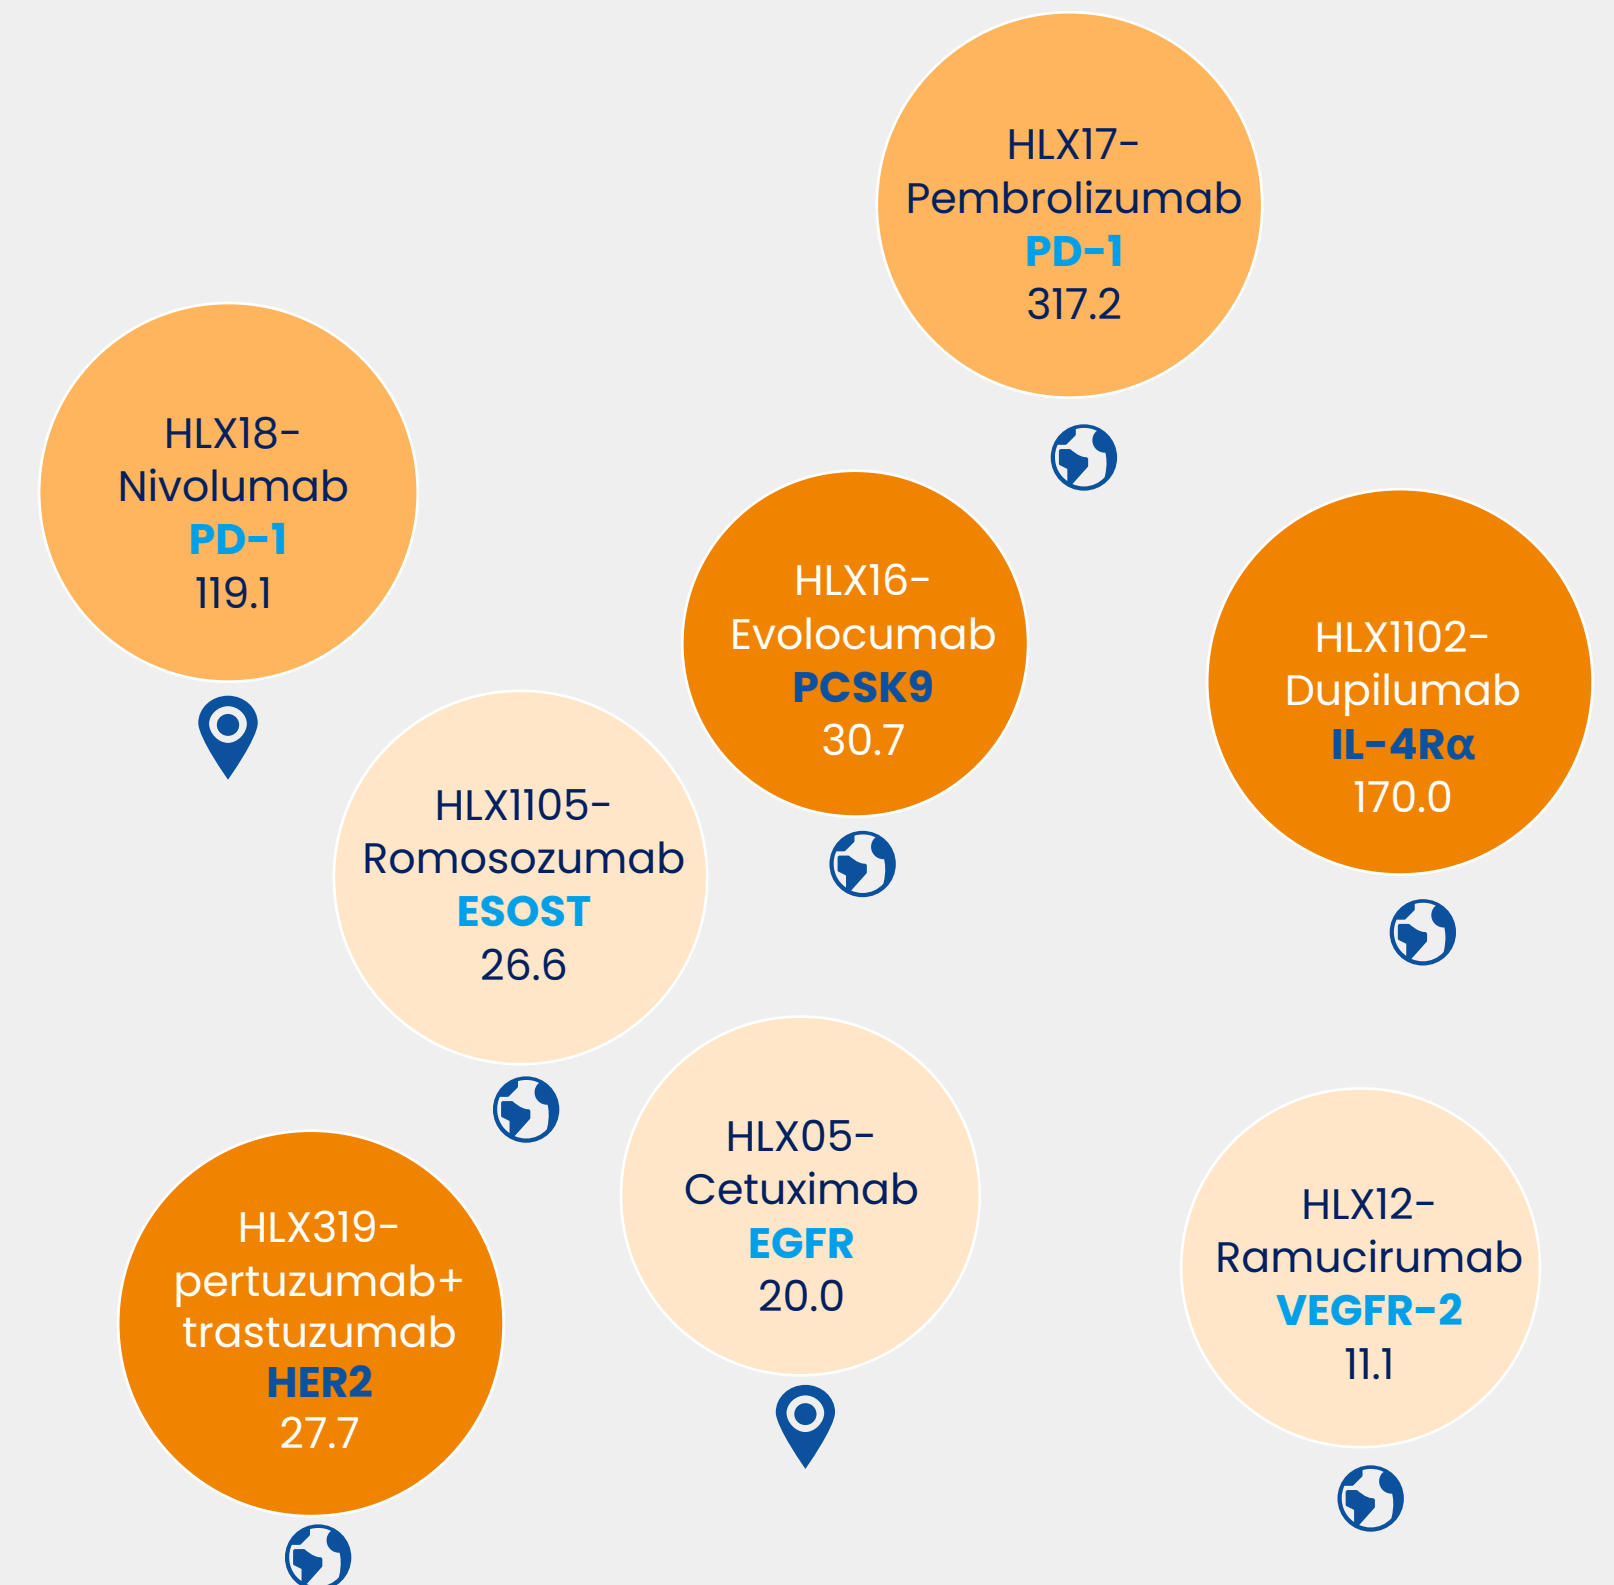 HLX17-
Pembrolizumab
PD-1
317.2
HLX18-
Nivolumab
PD-1
119.1
HLX16-
Evolocumab
PCSK9
30.7
HLX1102-
Dupilumab
IL-4Rα
170.0
HLX1105-
Romosozumab
ESOST
26.6
HLX05-
Cetuximab
EGFR
20.0
HLX12-
Ramucirumab
VEGFR-2
11.1
HLX319-
pertuzumab+
trastuzumab
HER2
27.7